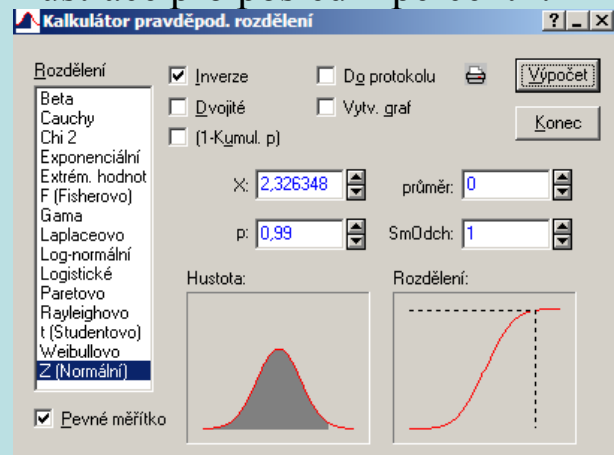 Kalkulátor pravděpod. rozdělení
Rozdělení
Beta
Cauchy
Chi 2
Exponenciální
Extrém. hodnot
F (Fisherovo)
Gama
Laplaceovo
Log-normální
Logistické
Paretovo
Rayleighovo
t (Studentovo)
Weibullovo
Z (Normální)
Pevné měřítko
Inverze
Do protokolu
Výpočet
Dvojité
Vytv. graf
(1-Kumul. p)
Konec
X: 2,326348
průměr: 0
p: 0,99
SmOdch: 1
Hustota:
Rozdělení: